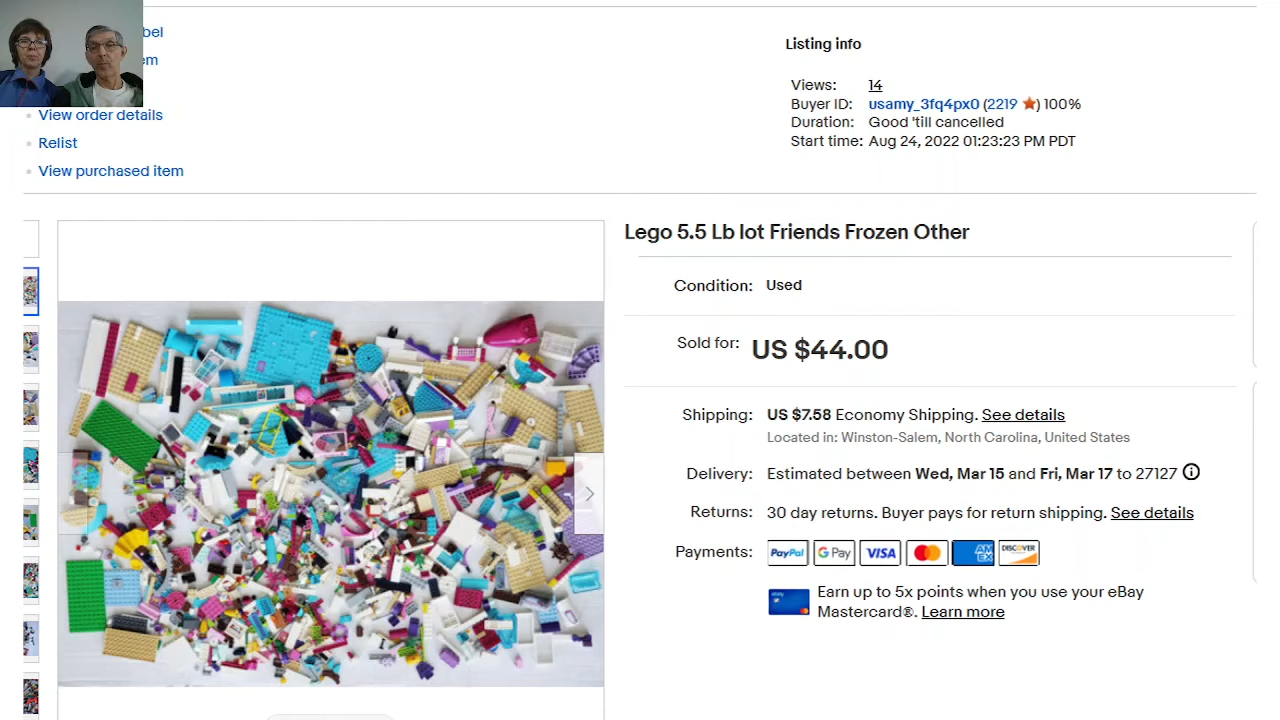 bel
em
View order details
Relist
View purchased item
Listing info
Views: 14
Buyer ID: usamy_3fq4px0 (2219 ) 100%
Duration: Good 'till cancelled
Start time: Aug 24, 2022 01:23:23 PM PDT
Lego 5.5 Lb lot Friends Frozen Other
Condition: Used
Sold for: US $44.00
Shipping: US $7.58 Economy Shipping. See details
Located in: Winston-Salem, North Carolina, United States
Delivery: Estimated between Wed, Mar 15 and Fri, Mar 17 to 27127
Returns: 30 day returns. Buyer pays for return shipping. See details
Payments: PayPal G Pay VISA AM EX DISCOVER
Earn up to 5x points when you use your eBay
Mastercard®. Learn more